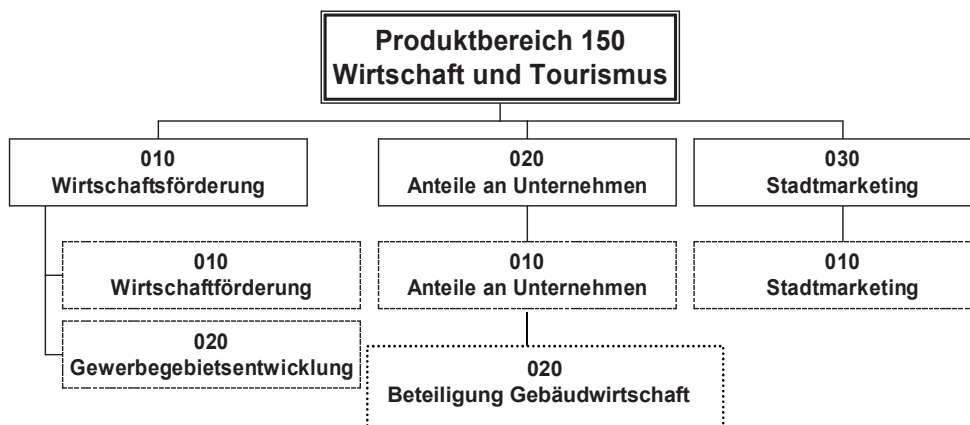 Produktbereich 150
Wirtschaft und Tourismus
010
Wirtschaftsförderung
020
Anteile an Unternehmen
030
Stadtmarketing
010
Wirtschaftförderung
010
Anteile an Unternehmen
010
Stadtmarketing
020
Gewerbegebietsentwicklung
020
Beteiligung Gebäudwirtschaft